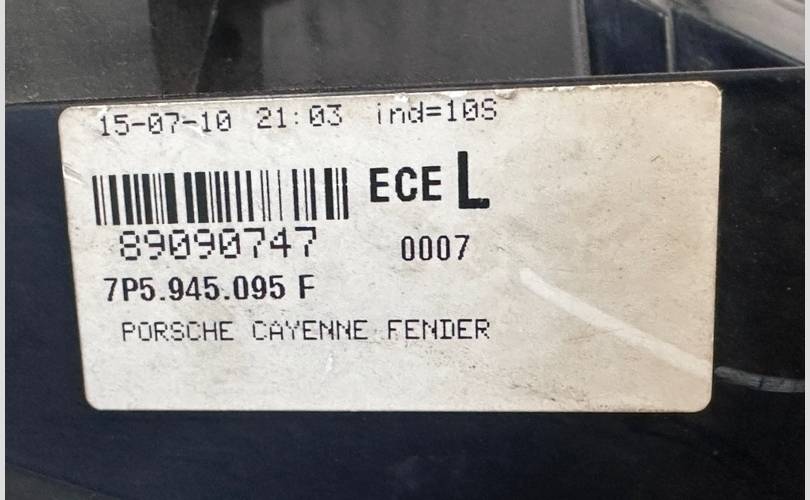 15-07-10 21:03 ind=10S
ECE L
89090747 0007
7P5.945.095 F
PORSCHE CAYENNE FENDER